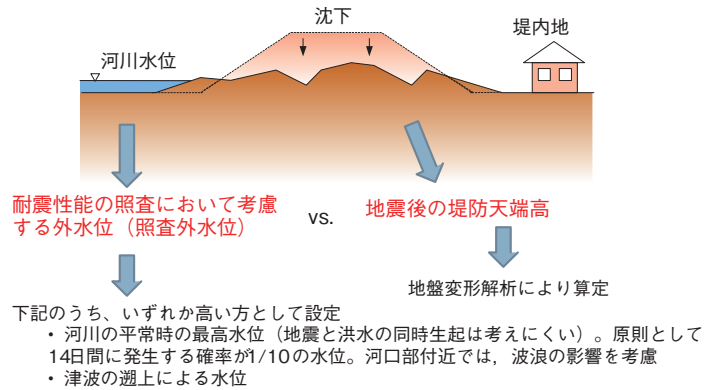 沈下
堤内地
河川水位
耐震性能の照査において考慮
する外水位（照査外水位）
vs.
地震後の堤防天端高
地盤変形解析により算定
下記のうち、いずれか高い方として設定
・河川の平常時の最高水位（地震と洪水の同時生起は考えにくい）。原則として
14日間に発生する確率が1/10の水位。河口部付近では，波浪の影響を考慮
・津波の遡上による水位